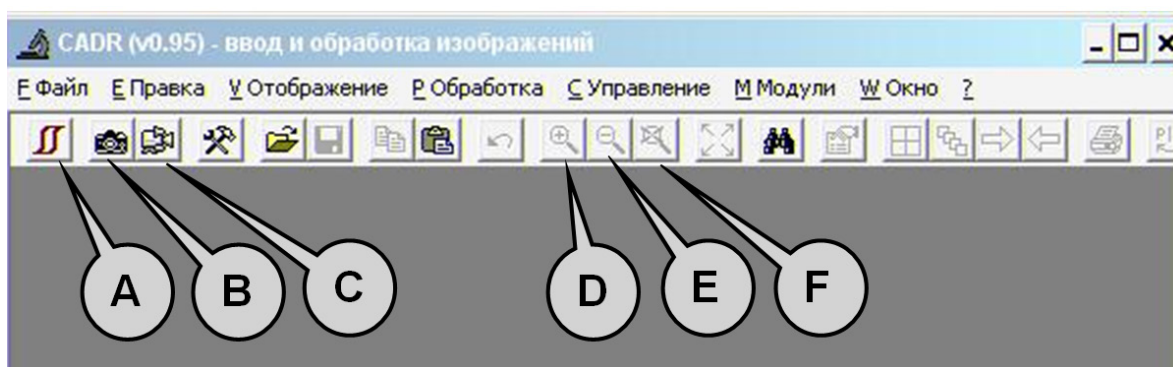 CADR (v0.95) - ввод и обработка изображений
F Файл E Правка V Отображение P Обработка C Управление M Модули W Окно ?
A B C D E F